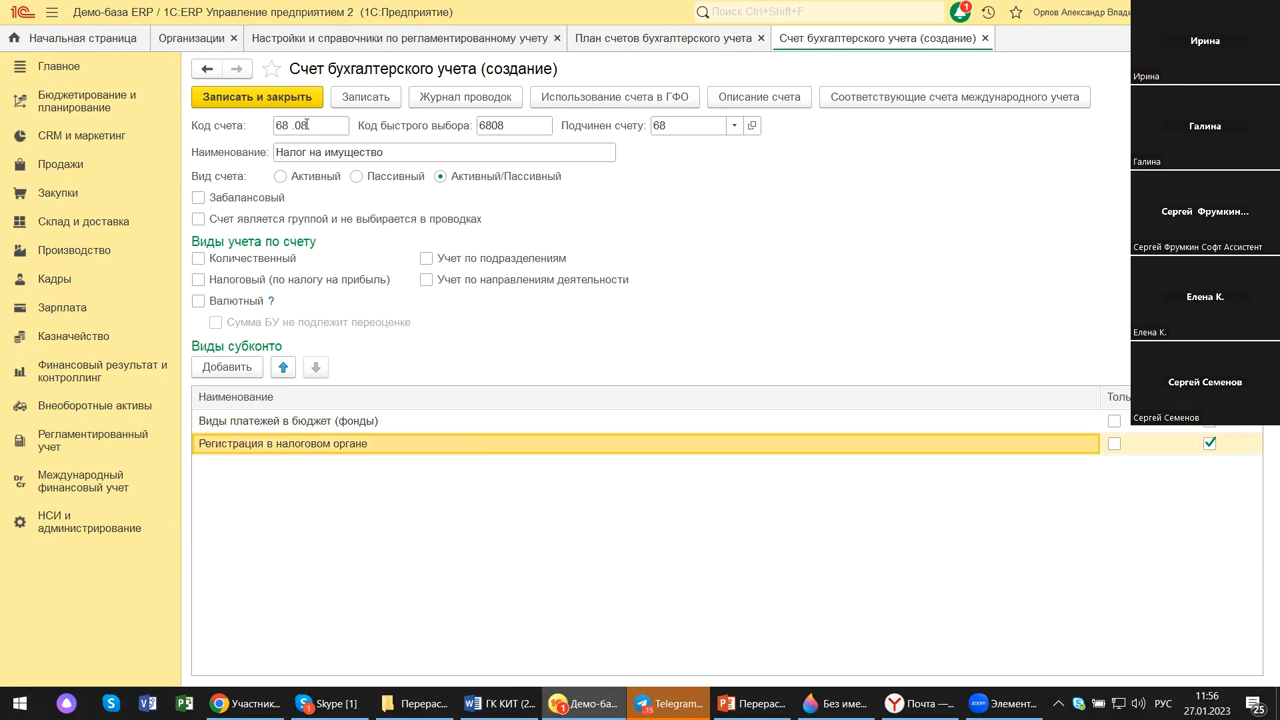 Демо-база ERP / 1С:ERP Управление предприятием 2 (1С:Предприятие)
Поиск Ctrl+Shift+F
1
Орлов Александр Влади
Начальная страница
Организации
Настройки и справочники по регламентированному учету
План счетов бухгалтерского учета
Счет бухгалтерского учета (создание)
Главное
Бюджетирование и
планирование
CRM и маркетинг
Продажи
Закупки
Склад и доставка
Производство
Кадры
Зарплата
Казначейство
Финансовый результат и
контроллинг
Внеоборотные активы
Регламентированный
учет
Международный
финансовый учет
НСИ и
администрирование
Счет бухгалтерского учета (создание)
Записать и закрыть
Записать
Журнал проводок
Использование счета в ГФО
Описание счета
Соответствующие счета международного учета
Код счета: 68 .08
Код быстрого выбора: 6808
Подчинен счету: 68
Наименование: Налог на имущество
Вид счета: Активный Пассивный Активный/Пассивный
Забалансовый
Счет является группой и не выбирается в проводках
Виды учета по счету
Количественный
Учет по подразделениям
Налоговый (по налогу на прибыль)
Учет по направлениям деятельности
Валютный ?
Сумма БУ не подлежит переоценке
Виды субконто
Добавить
Наименование
Толь
Виды платежей в бюджет (фонды)
Регистрация в налоговом органе
Ирина
Ирина
Галина
Галина
Сергей Фрумкин...
Сергей Фрумкин Софт Ассистент
Елена К.
Елена К.
Сергей Семенов
Сергей Семенов
Участник...
Skype [1]
Перерас...
ГК КИТ (2...
Демо-ба...
Telegram...
Перерас...
Без име...
Почта —...
Элемент...
РУС
11:56
27.01.2023
25